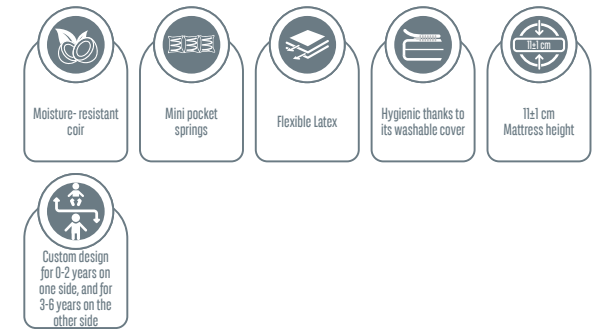 Moisture- resistant
coir
Mini pocket
springs
Flexible Latex
Hygienic thanks to
its washable cover
11±1 cm
11±1 cm
Mattress height
Custom design
for 0-2 years on
one side, and for
3-6 years on the
other side